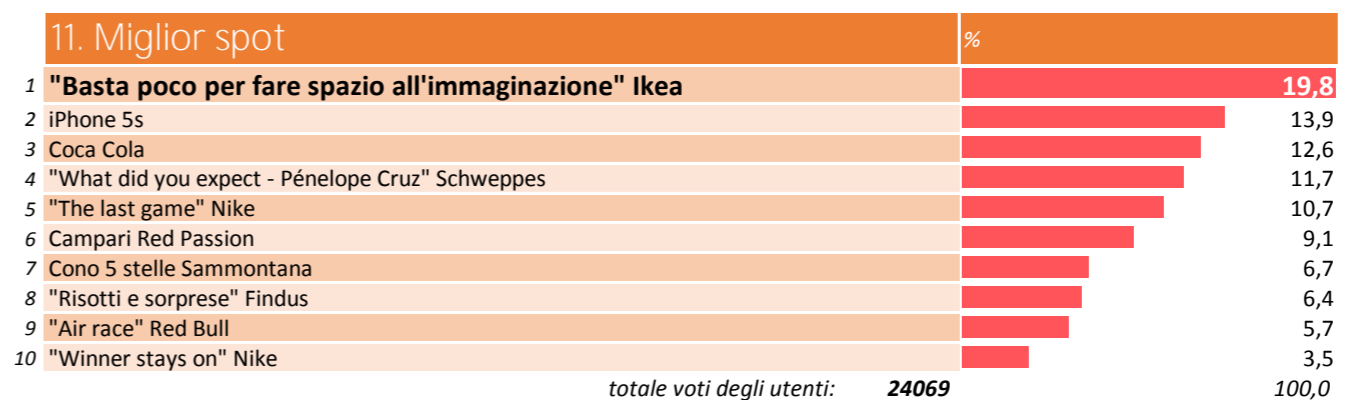 11. Miglior spot %
1 "Basta poco per fare spazio all'immaginazione" Ikea 19,8
2 iPhone 5s 13,9
3 Coca Cola 12,6
4 "What did you expect - Pénelope Cruz" Schweppes 11,7
5 "The last game" Nike 10,7
6 Campari Red Passion 9,1
7 Cono 5 stelle Sammontana 6,7
8 "Risotti e sorprese" Findus 6,4
9 "Air race" Red Bull 5,7
10 "Winner stays on" Nike 3,5
totale voti degli utenti: 24069 100,0